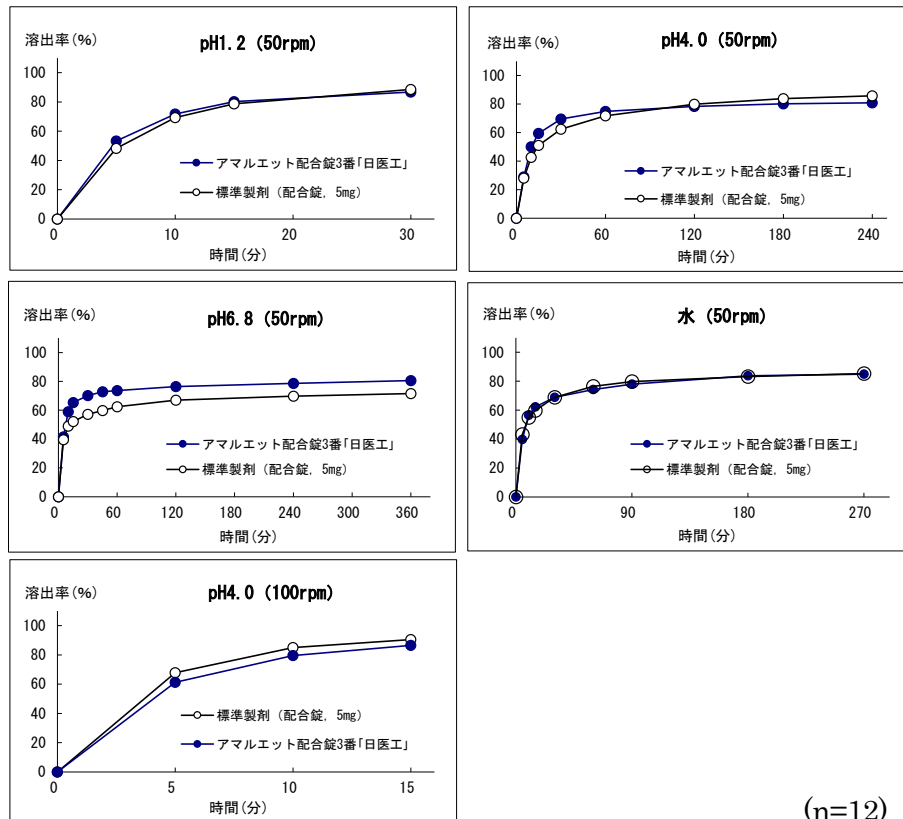 溶出率(%)
pH1.2 (50rpm)
100
80
60
40
20
0
アマルエット配合錠3番「日医工」
標準製剤 (配合錠, 5mg)
0 10 20 30
時間(分)
溶出率(%)
pH4.0 (50rpm)
100
80
60
40
20
0
アマルエット配合錠3番「日医工」
標準製剤 (配合錠, 5mg)
0 60 120 180 240
時間(分)
溶出率(%)
pH6.8 (50rpm)
100
80
60
40
20
0
アマルエット配合錠3番「日医工」
標準製剤 (配合錠, 5mg)
0 60 120 180 240 300 360
時間(分)
溶出率(%)
水 (50rpm)
100
80
60
40
20
0
アマルエット配合錠3番「日医工」
標準製剤 (配合錠, 5mg)
0 90 180 270
時間(分)
溶出率(%)
pH4.0 (100rpm)
100
80
60
40
20
0
標準製剤 (配合錠, 5mg)
アマルエット配合錠3番「日医工」
0 5 10 15
時間(分)
(n=12)